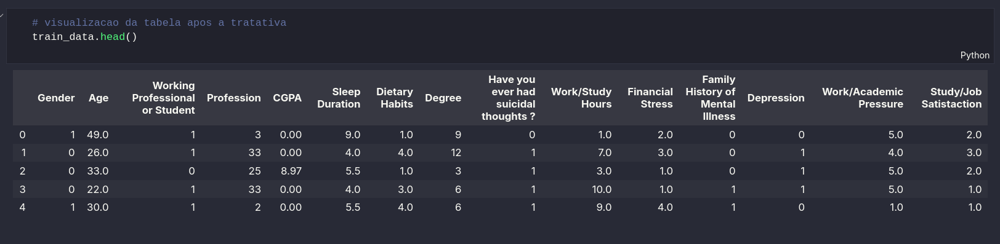 # visualizacao da tabela apos a tratativa
train_data.head()
Python
Gender Age Working Professional or Student Profession CGPA Sleep Duration Dietary Habits Degree Have you ever had suicidal thoughts ? Work/Study Hours Financial Stress Family History of Mental Illness Depression Work/Academic Pressure Study/Job Satistaction
0 1 49.0 1 3 0.00 9.0 1.0 9 0 1.0 2.0 0 0 5.0 2.0
1 0 26.0 1 33 0.00 4.0 4.0 12 1 7.0 3.0 0 1 4.0 3.0
2 0 33.0 0 25 8.97 5.5 1.0 3 1 3.0 1.0 0 1 5.0 2.0
3 0 22.0 1 33 0.00 4.0 3.0 6 1 10.0 1.0 1 1 5.0 1.0
4 1 30.0 1 2 0.00 5.5 4.0 6 1 9.0 4.0 1 0 1.0 1.0